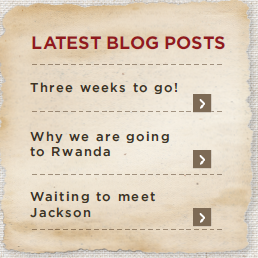 LATEST BLOG POSTS
Three weeks to go!
Why we are going
to Rwanda
Waiting to meet
Jackson